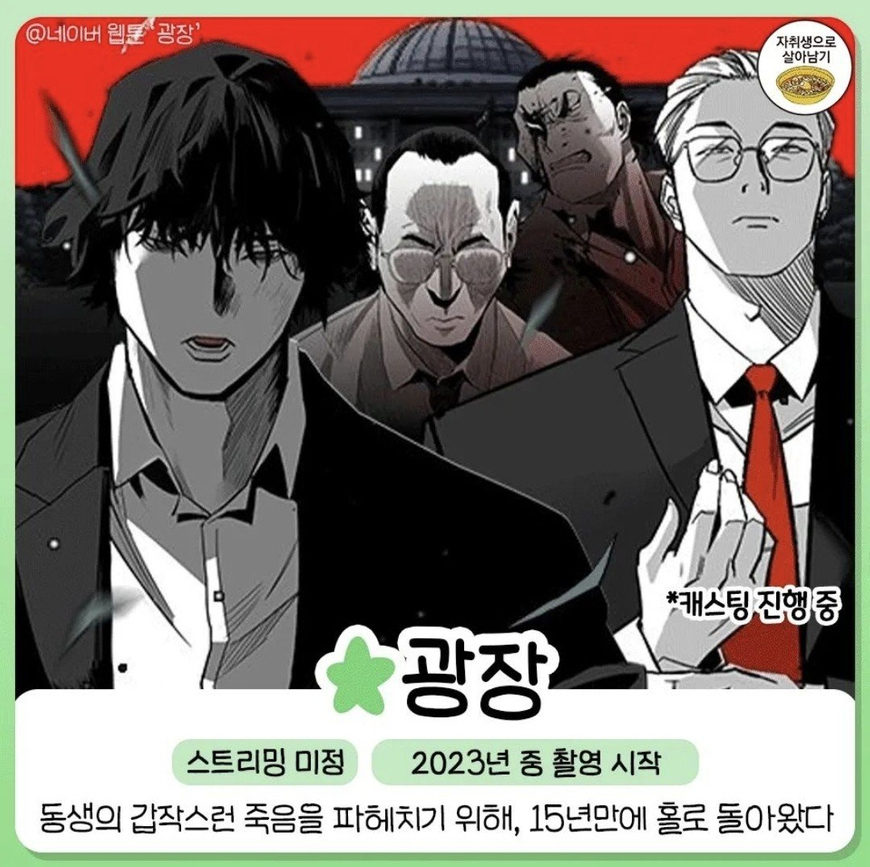 @네이버 웹툰 '광장'
자취생으로
살아남기
*캐스팅 진행 중
광장
스트리밍 미정
2023년 중 촬영 시작
동생의 갑작스런 죽음을 파헤치기 위해, 15년만에 홀로 돌아왔다